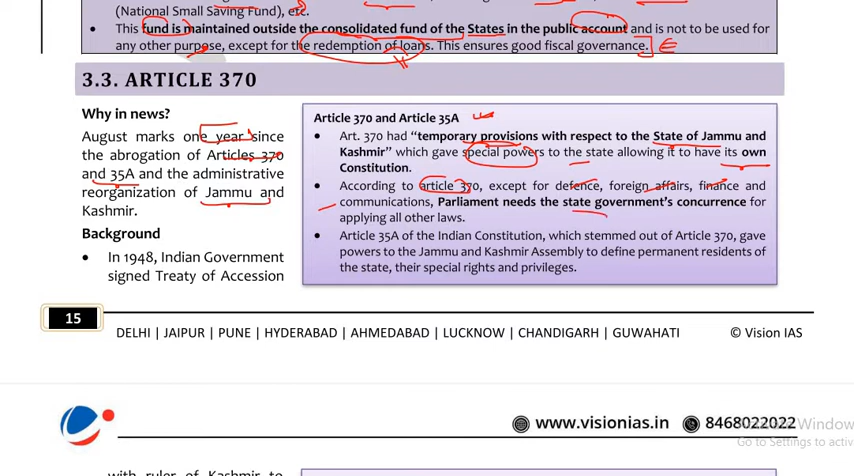 (National Small Saving Fund), etc.
• This fund is maintained outside the consolidated fund of the States in the public account and is not to be used for
any other purpose, except for the redemption of loans. This ensures good fiscal governance.
3.3. ARTICLE 370
Why in news?
August marks one year since
the abrogation of Articles 370
and 35A and the administrative
reorganization of Jammu and
Kashmir.
Background
• In 1948, Indian Government
signed Treaty of Accession
Article 370 and Article 35A
• Art. 370 had "temporary provisions with respect to the State of Jammu and
Kashmir" which gave special powers to the state allowing it to have its own
Constitution.
• According to article 370, except for defence, foreign affairs, finance and
communications, Parliament needs the state government's concurrence for
applying all other laws.
• Article 35A of the Indian Constitution, which stemmed out of Article 370, gave
powers to the Jammu and Kashmir Assembly to define permanent residents of
the state, their special rights and privileges.
15
DELHI | JAIPUR | PUNE | HYDERABAD | AHMEDABAD | LUCKNOW | CHANDIGARH | GUWAHATI
© Vision IAS
www.visionias.in
8468022022
Activate Window
Go to Settings to activ
with ruler of Kashmir to